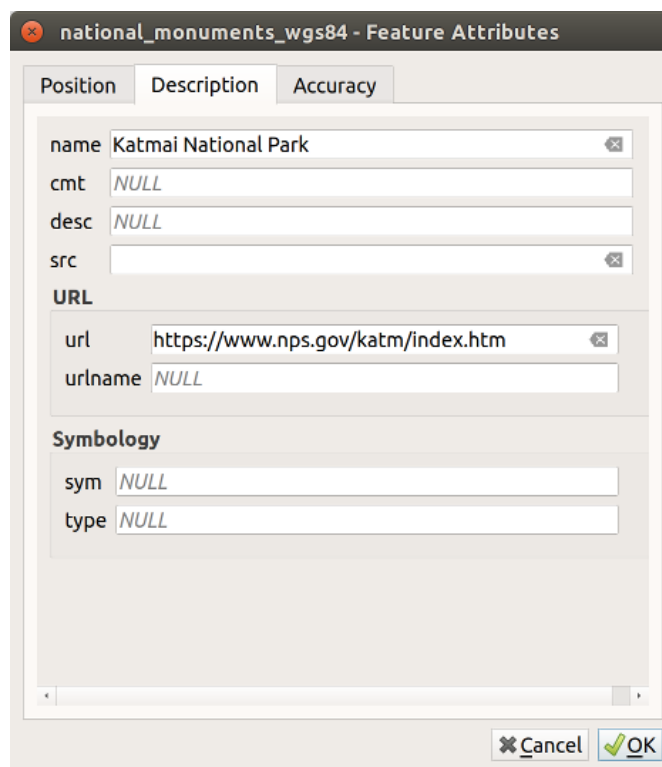 national_monuments_wgs84 - Feature Attributes
Position Description Accuracy
name Katmai National Park
cmt NULL
desc NULL
src
URL
url https://www.nps.gov/katm/index.htm
urlname NULL
Symbology
sym NULL
type NULL
Cancel OK